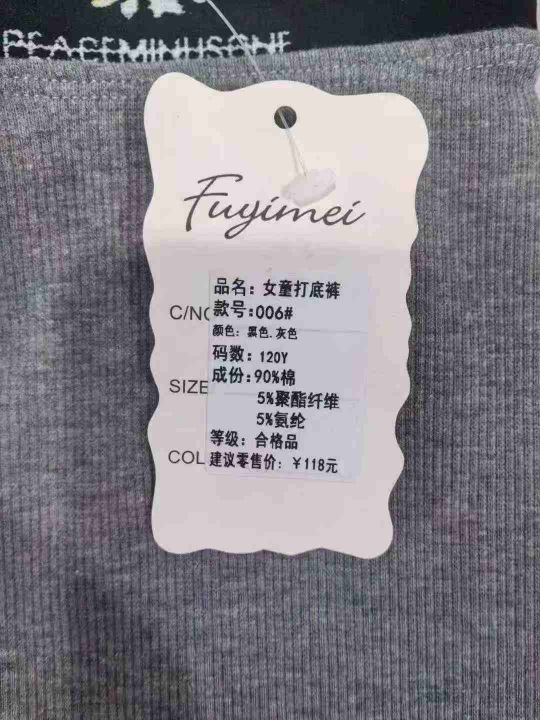 PEACEMINUSONE
Fuyimei
品名：女童打底裤
C/NO
款号:006#
颜色：黑色.灰色
码数：120Y
SIZE
成份:90%棉
5%聚酯纤维
5%氨纶
等级：合格品
COL
建议零售价：￥118元